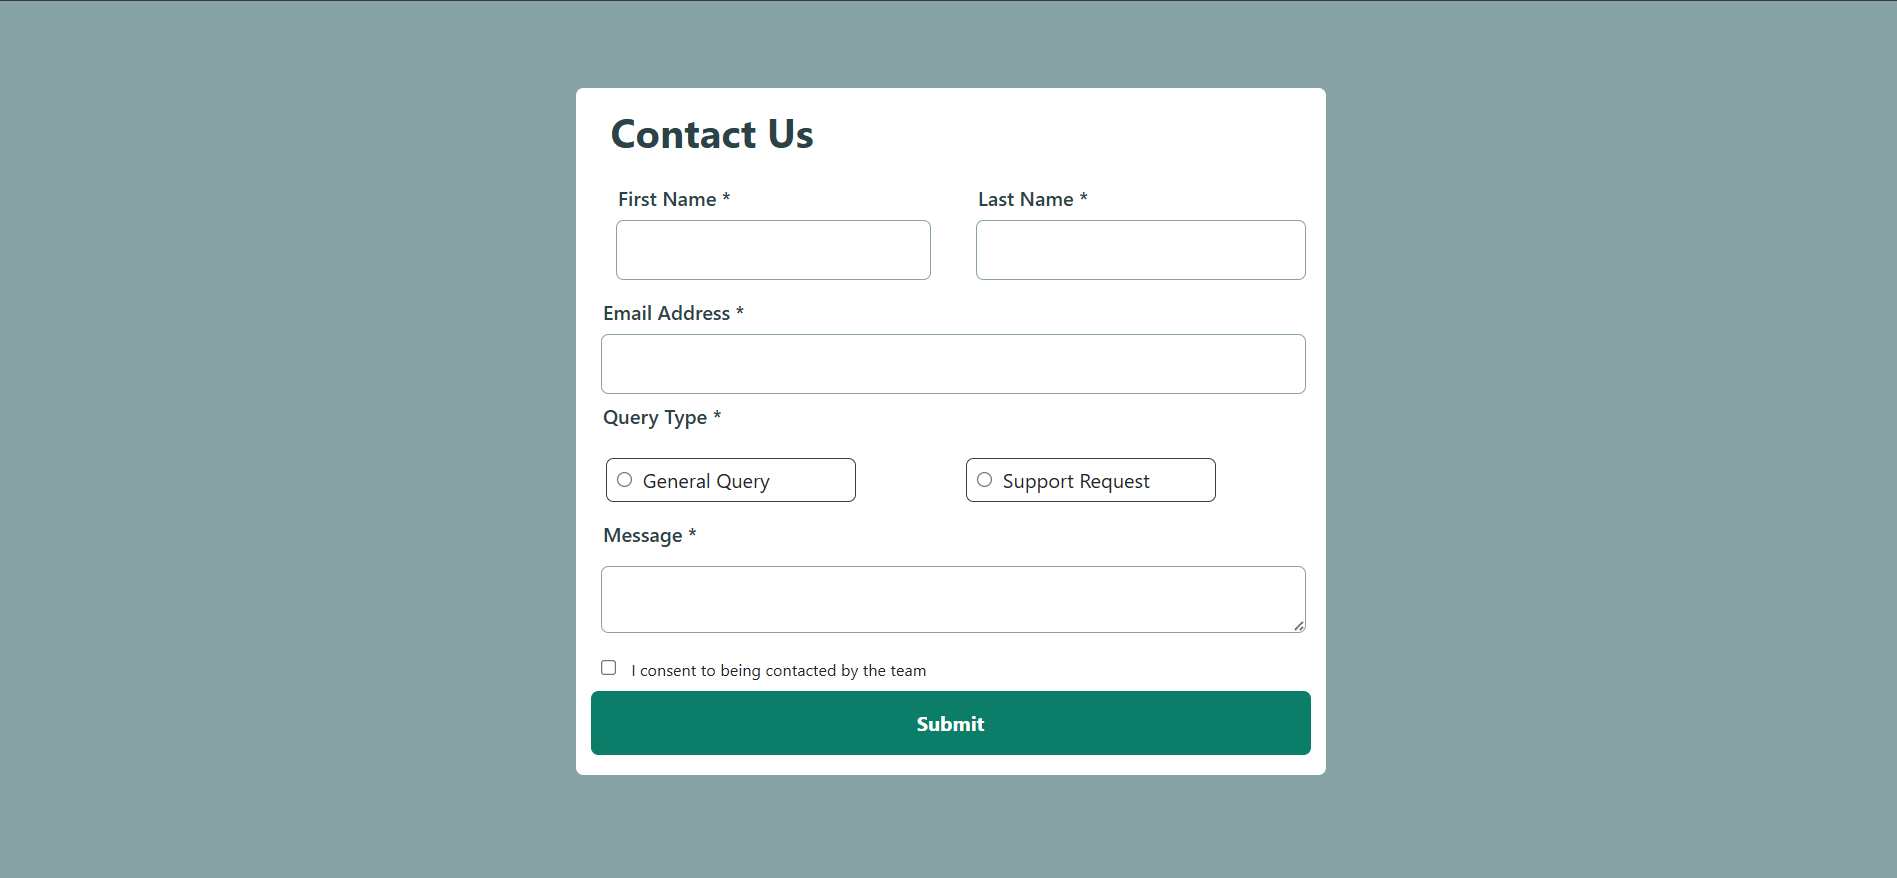 Contact Us
First Name * Last Name *
Email Address *
Query Type *
General Query Support Request
Message *
I consent to being contacted by the team
Submit